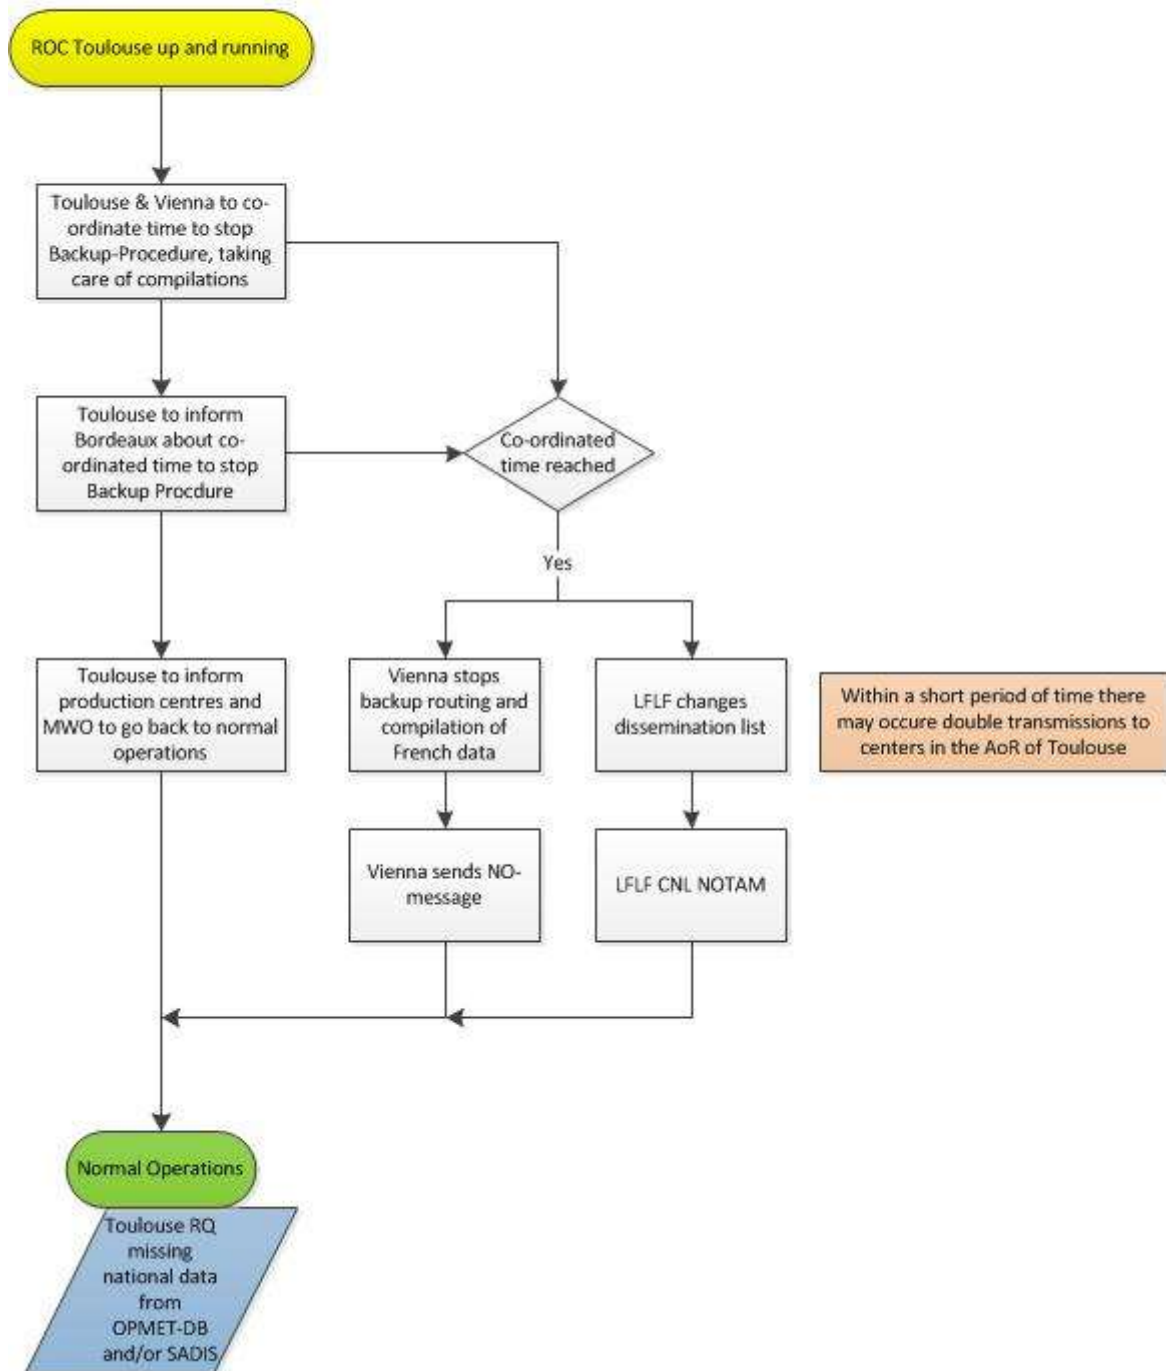 ROC Toulouse up and running
Toulouse & Vienna to co-
ordinate time to stop
Backup-Procedure, taking
care of compilations
Toulouse to inform
Bordeaux about co-
ordinated time to stop
Backup Procdure
Co-ordinated
time reached
Yes
Toulouse to inform
production centres and
MWO to go back to normal
operations
Vienna stops
backup routing and
compilation of
French data
LFLF changes
dissemination list
Within a short period of time there
may occure double transmissions to
centers in the AoR of Toulouse
Vienna sends NO-
message
LFLF CNL NOTAM
Normal Operations
Toulouse RQ
missing
national data
from
OPMET-DB
and/or SADIS